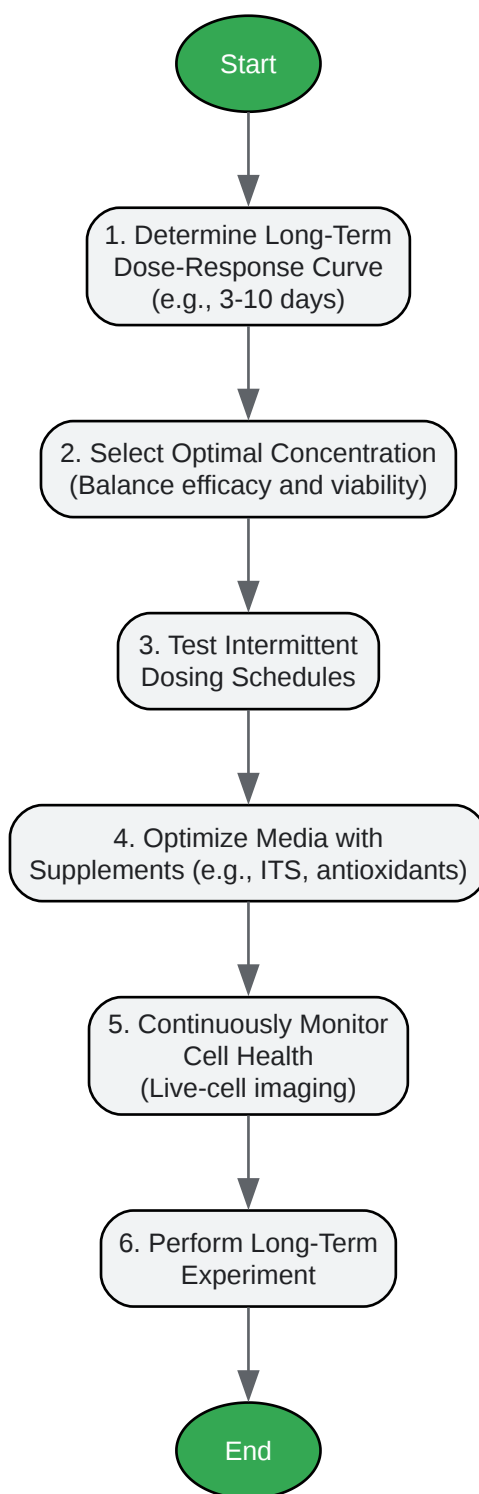 Start
1. Determine Long-Term
Dose-Response Curve
(e.g., 3-10 days)
2. Select Optimal Concentration
(Balance efficacy and viability)
3. Test Intermittent
Dosing Schedules
4. Optimize Media with
Supplements (e.g., ITS, antioxidants)
5. Continuously Monitor
Cell Health
(Live-cell imaging)
6. Perform Long-Term
Experiment
End